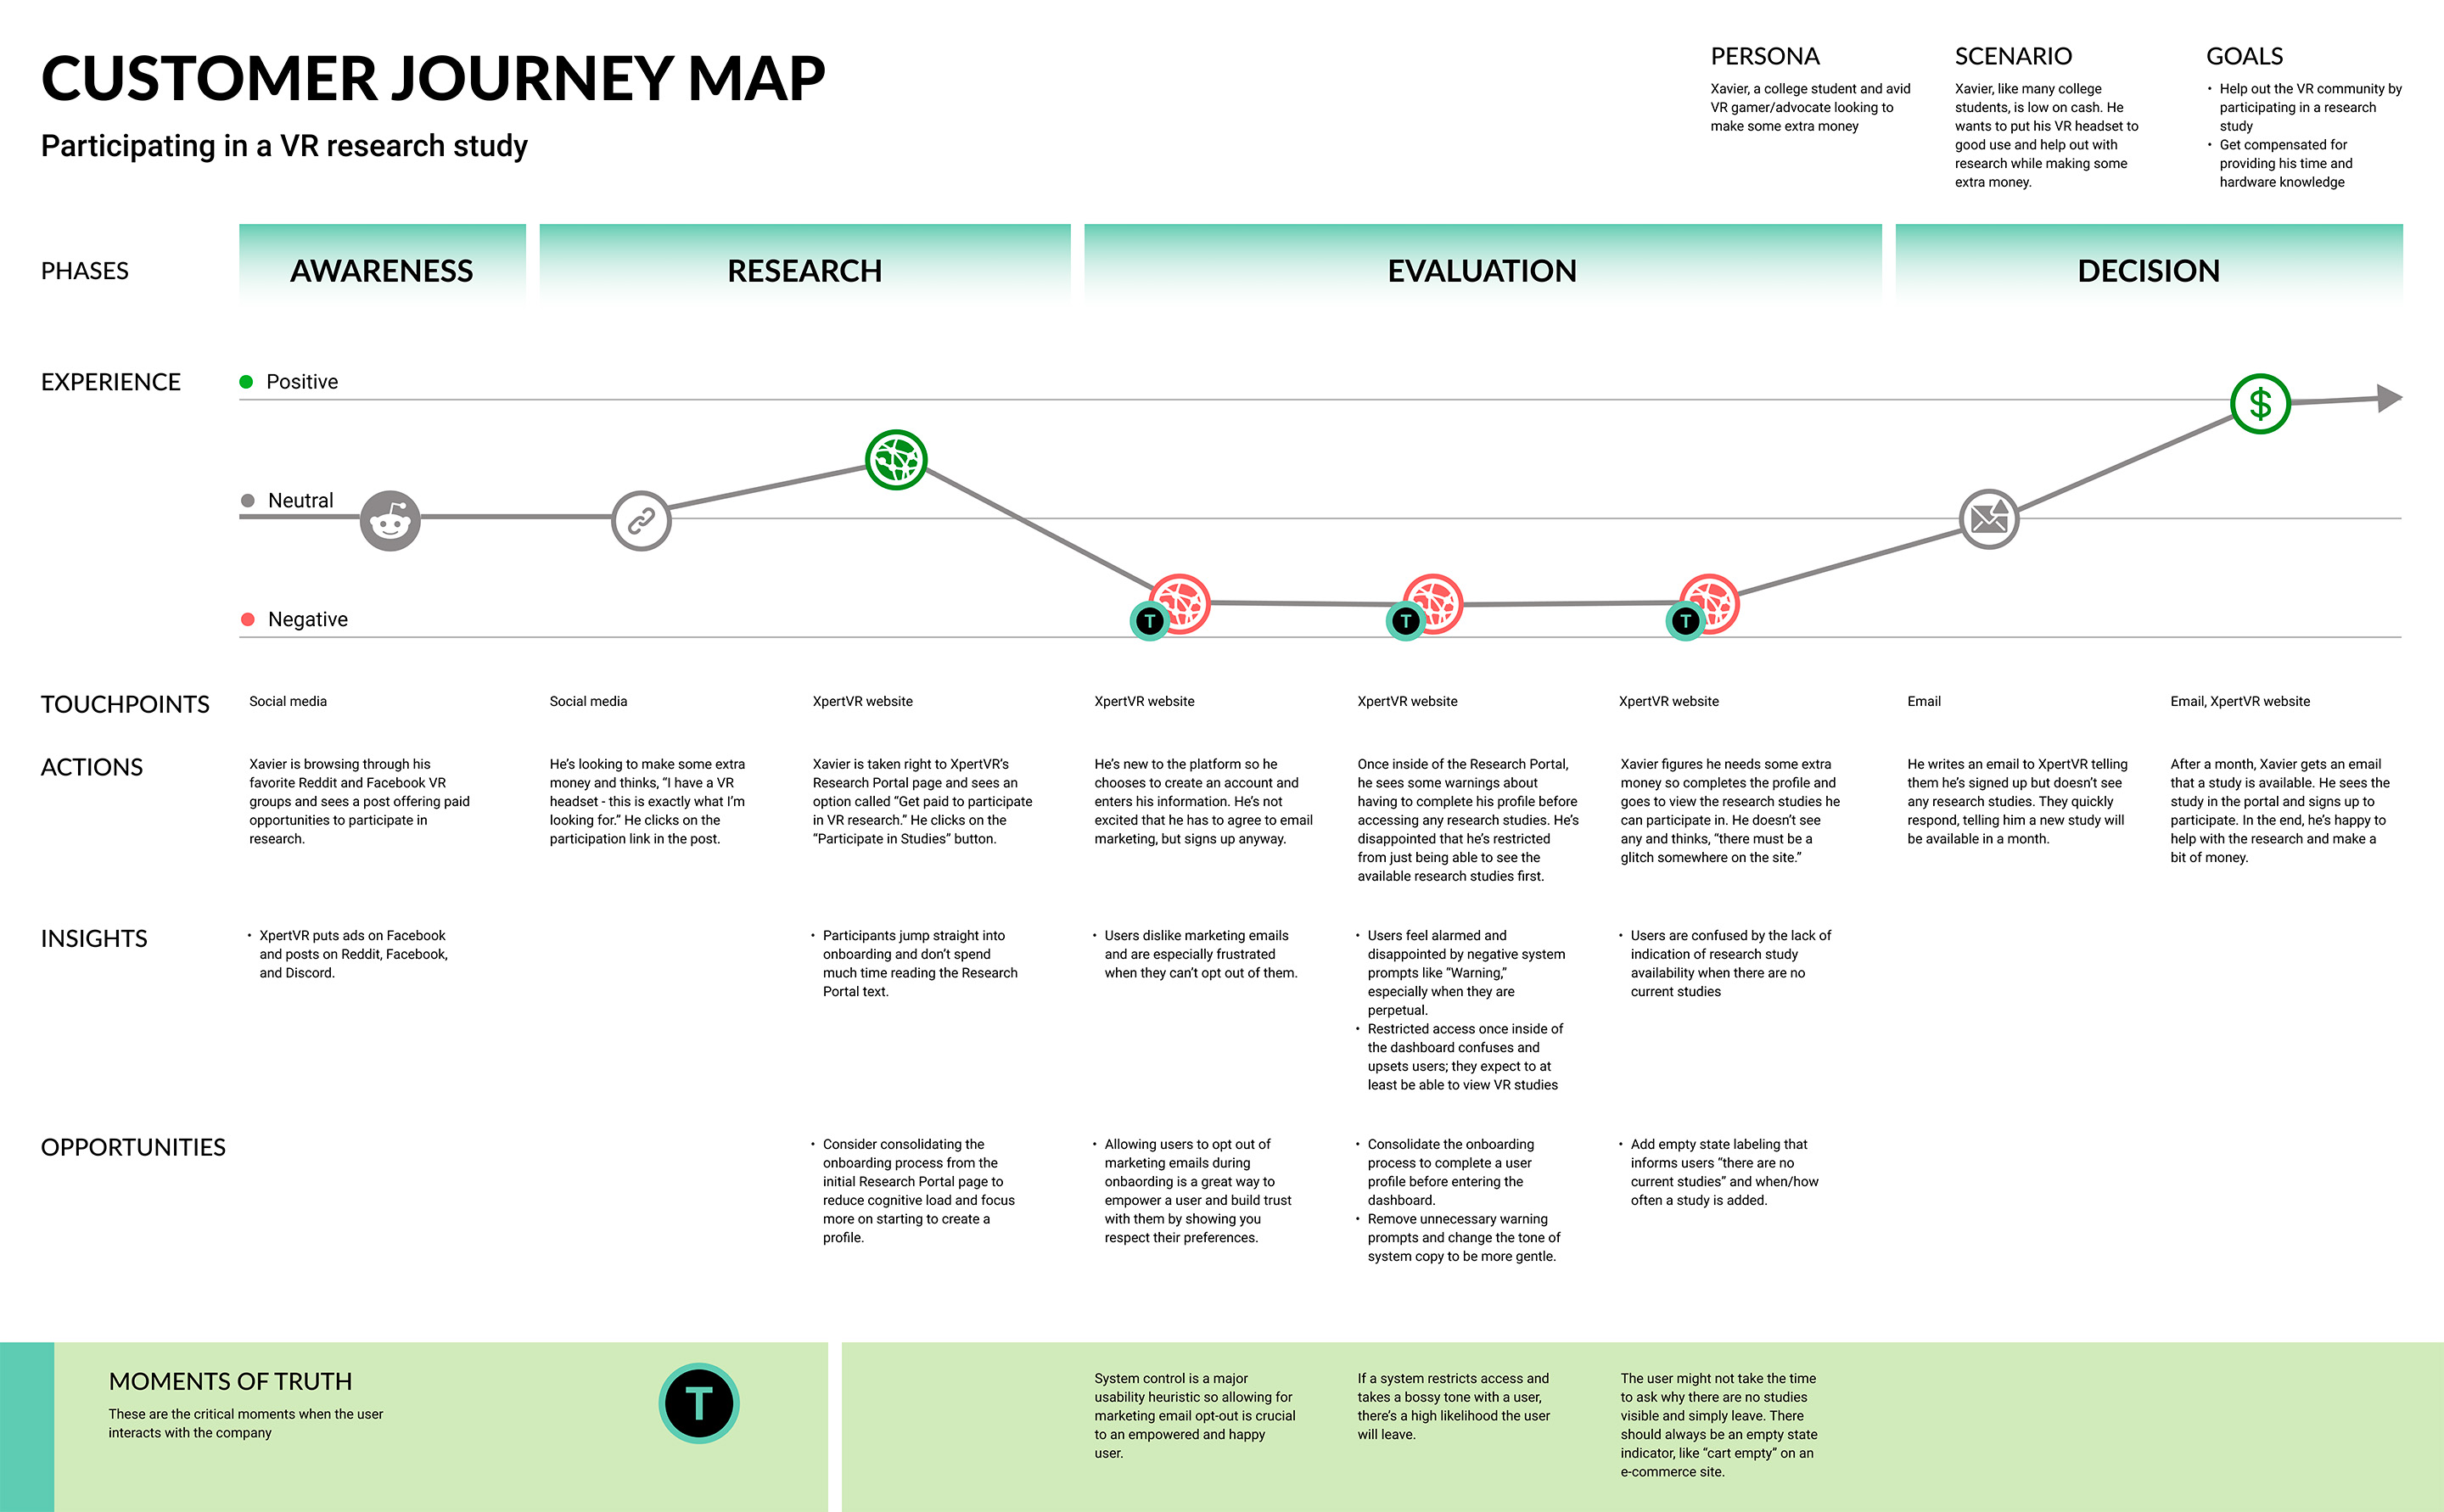 CUSTOMER JOURNEY MAP
Participating in a VR research study
PERSONA
Xavier, a college student and avid
VR gamer/advocate looking to
make some extra money
SCENARIO
Xavier, like many college
students, is low on cash. He
wants to put his VR headset to
good use and help out with
research while making some
extra money.
GOALS
• Help out the VR community by
participating in a research
study
• Get compensated for
providing his time and
hardware knowledge
PHASES
AWARENESS
RESEARCH
EVALUATION
DECISION
EXPERIENCE
Positive
$
Neutral
Negative
T
T
T
TOUCHPOINTS
Social media
Social media
XpertVR website
XpertVR website
XpertVR website
XpertVR website
Email
Email, XpertVR website
ACTIONS
Xavier is browsing through his
favorite Reddit and Facebook VR
groups and sees a post offering paid
opportunities to participate in
research.
He’s looking to make some extra
money and thinks, “I have a VR
headset - this is exactly what I’m
looking for.” He clicks on the
participation link in the post.
Xavier is taken right to XpertVR’s
Research Portal page and sees an
option called “Get paid to participate
in VR research.” He clicks on the
“Participate in Studies” button.
He’s new to the platform so he
chooses to create an account and
enters his information. He’s not
excited that he has to agree to email
marketing, but signs up anyway.
Once inside of the Research Portal,
he sees some warnings about
having to complete his profile before
accessing any research studies. He’s
disappointed that he’s restricted
from just being able to see the
available research studies first.
Xavier figures he needs some extra
money so completes the profile and
goes to view the research studies he
can participate in. He doesn’t see
any and thinks, “there must be a
glitch somewhere on the site.”
He writes an email to XpertVR telling
them he’s signed up but doesn’t see
any research studies. They quickly
respond, telling him a new study will
be available in a month.
After a month, Xavier gets an email
that a study is available. He sees the
study in the portal and signs up to
participate. In the end, he’s happy to
help with the research and make a
bit of money.
INSIGHTS
• XpertVR puts ads on Facebook
and posts on Reddit, Facebook,
and Discord.
• Participants jump straight into
onboarding and don’t spend
much time reading the Research
Portal text.
• Users dislike marketing emails
and are especially frustrated
when they can’t opt out of them.
• Users feel alarmed and
disappointed by negative system
prompts like “Warning,”
especially when they are
perpetual.
• Restricted access once inside of
the dashboard confuses and
upsets users; they expect to at
least be able to view VR studies
• Users are confused by the lack of
indication of research study
availability when there are no
current studies
OPPORTUNITIES
• Consider consolidating the
onboarding process from the
initial Research Portal page to
reduce cognitive load and focus
more on starting to create a
profile.
• Allowing users to opt out of
marketing emails during
onbaording is a great way to
empower a user and build trust
with them by showing you
respect their preferences.
• Consolidate the onboarding
process to complete a user
profile before entering the
dashboard.
• Remove unnecessary warning
prompts and change the tone of
system copy to be more gentle.
• Add empty state labeling that
informs users “there are no
current studies” and when/how
often a study is added.
MOMENTS OF TRUTH
These are the critical moments when the user
interacts with the company
T
System control is a major
usability heuristic so allowing for
marketing email opt-out is crucial
to an empowered and happy
user.
If a system restricts access and
takes a bossy tone with a user,
there’s a high likelihood the user
will leave.
The user might not take the time
to ask why there are no studies
visible and simply leave. There
should always be an empty state
indicator, like “cart empty” on an
e-commerce site.